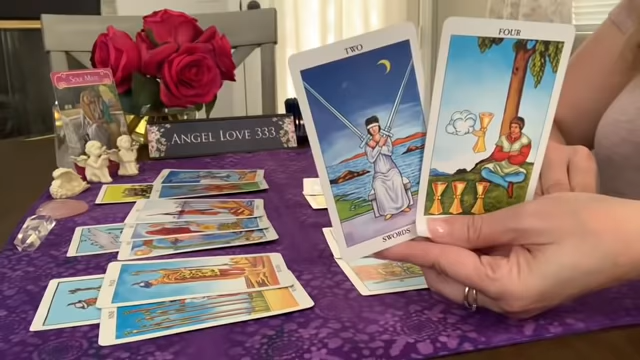 TWO
FOUR
SOUL MATE
ANGEL LOVE 333
SWORDS